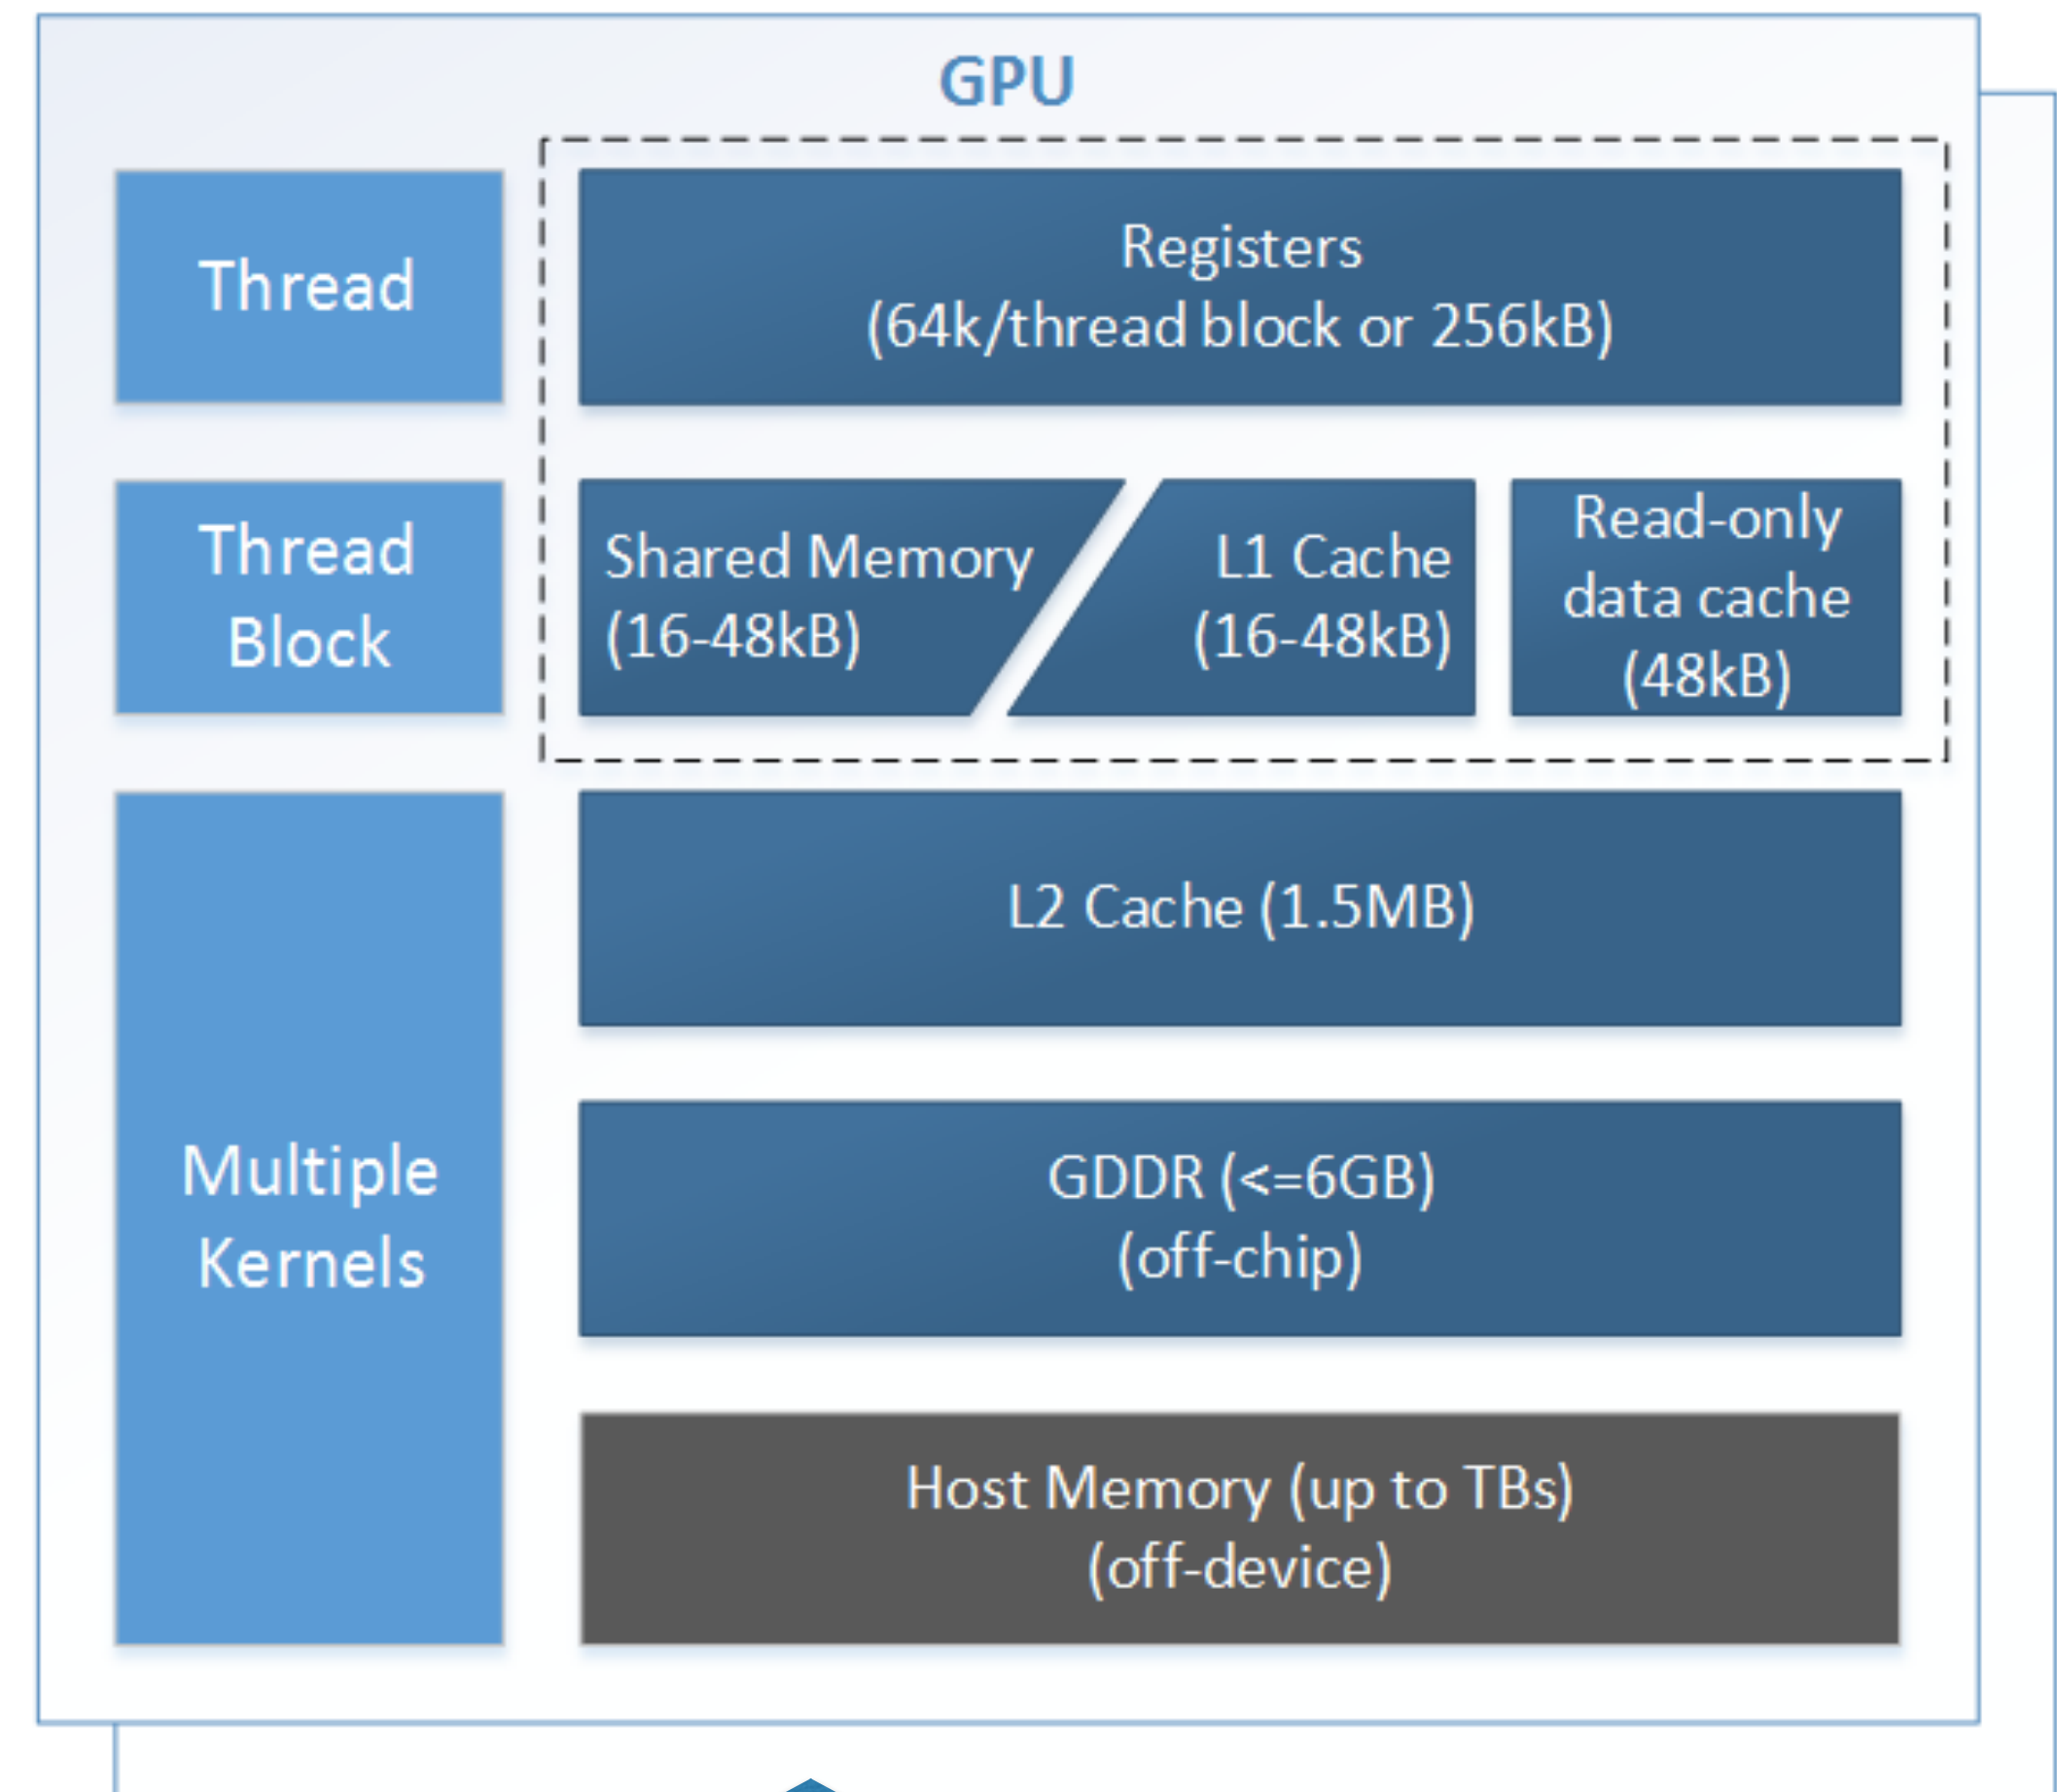 GPU
Thread
Registers
(64k/thread block or 256kB)
Thread
Block
Shared Memory
(16-48kB)
L1 Cache
(16-48kB)
Read-only
data cache
(48kB)
Multiple
Kernels
L2 Cache (1.5MB)
GDDR (<=6GB)
(off-chip)
Host Memory (up to TBs)
(off-device)